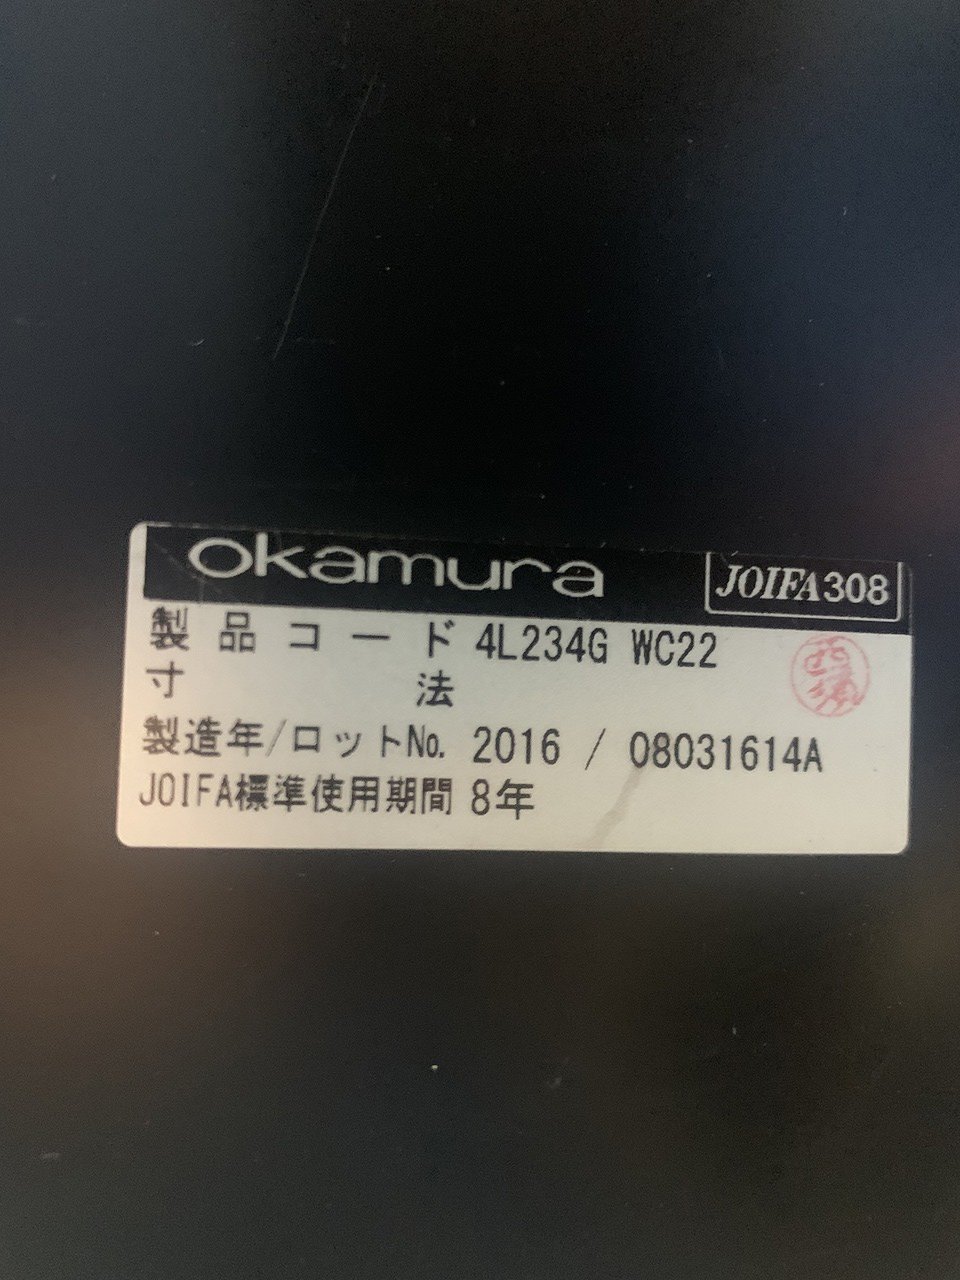 okamura JOIFA308
製品コード 4L234G WC22
寸法
製造年/ロットNo. 2016 / 08031614A
JOIFA標準使用期間 8年